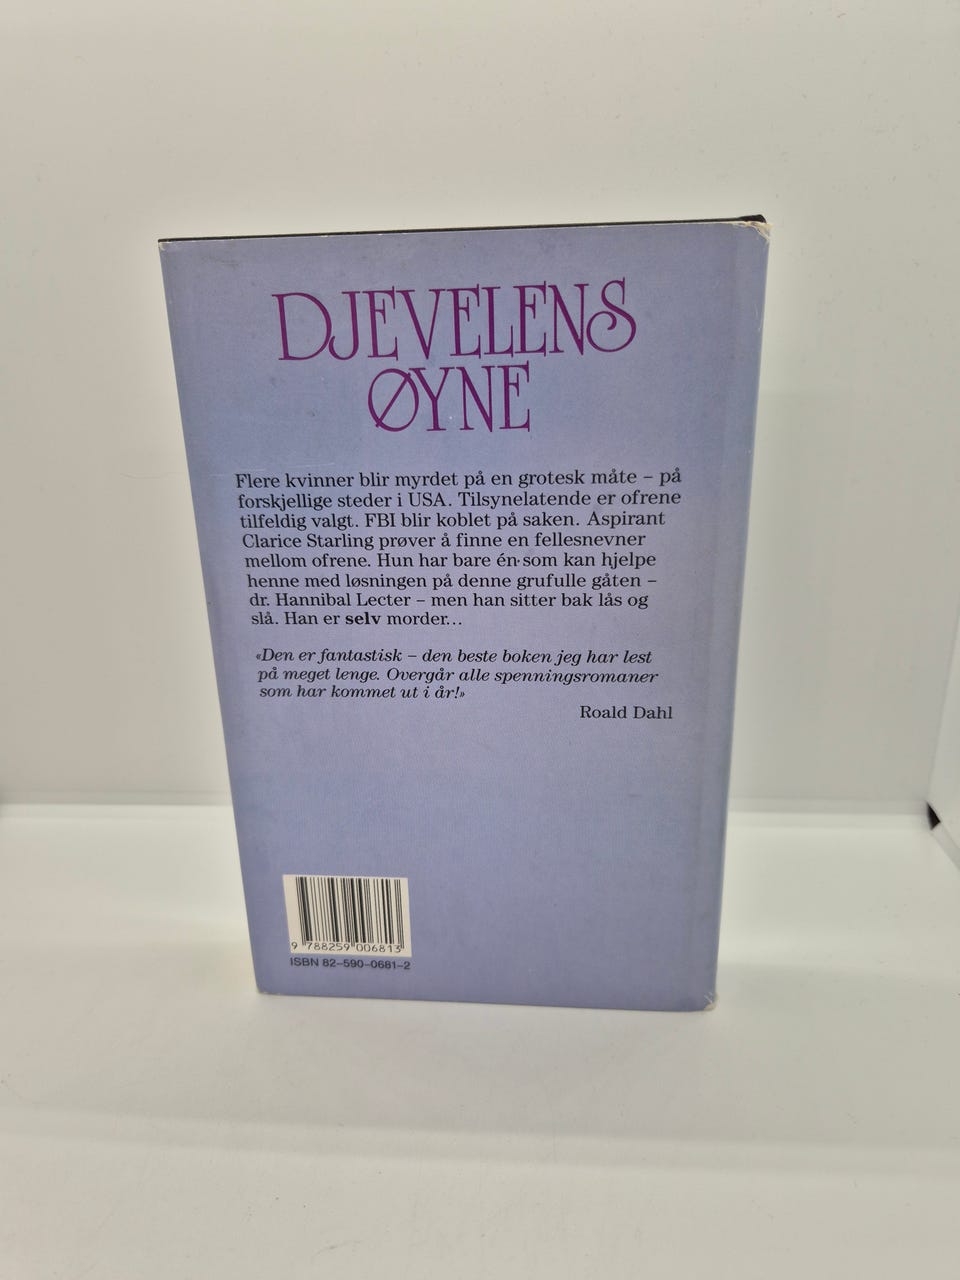 DJEVELENS
ØYNE
Flere kvinner blir myrdet på en grotesk måte – på
forskjellige steder i USA. Tilsynelatende er ofrene
tilfeldig valgt. FBI blir koblet på saken. Aspirant
Clarice Starling prøver å finne en fellesnevner
mellom ofrene. Hun har bare én som kan hjelpe
henne med løsningen på denne grufulle gåten –
dr. Hannibal Lecter – men han sitter bak lås og
slå. Han er selv morder...
«Den er fantastisk – den beste boken jeg har lest
på meget lenge. Overgår alle spenningsromaner
som har kommet ut i år!»
Roald Dahl
9 788259 006813
ISBN 82-590-0681-2